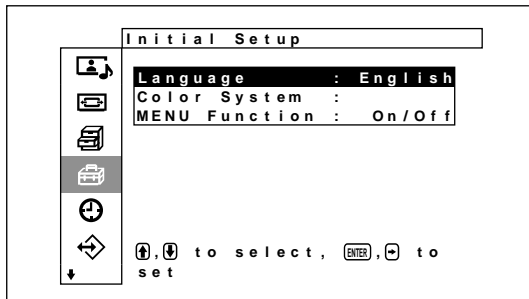 Initial Setup
Language : English
Color System :
MENU Function : On/Off
, to select, ENTER , to
set